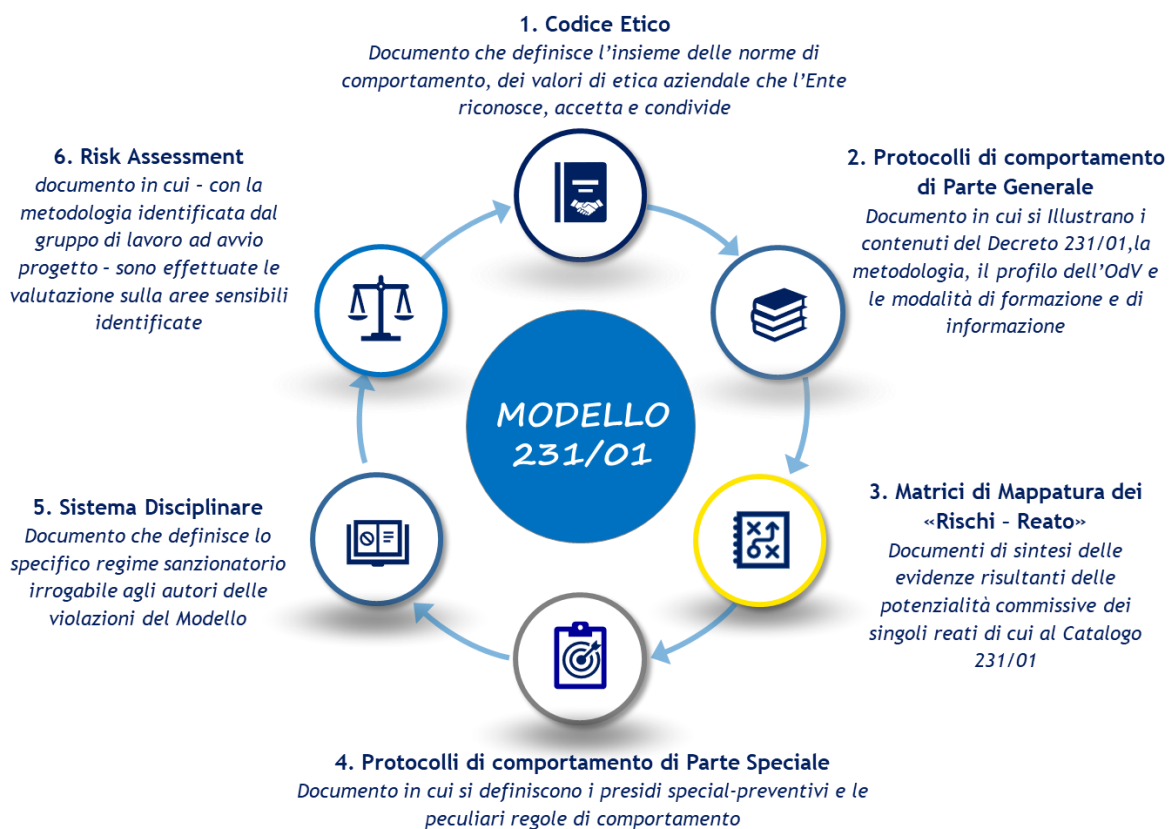 1. Codice Etico
Documento che definisce l’insieme delle norme di
comportamento, dei valori di etica aziendale che l’Ente
riconosce, accetta e condivide
2. Protocolli di comportamento
di Parte Generale
Documento in cui si Illustrano i
contenuti del Decreto 231/01,la
metodologia, il profilo dell’OdV e
le modalità di formazione e di
informazione
3. Matrici di Mappatura dei
«Rischi - Reato»
Documenti di sintesi delle
evidenze risultanti delle
potenzialità commissive dei
singoli reati di cui al Catalogo
231/01
4. Protocolli di comportamento di Parte Speciale
Documento in cui si definiscono i presidi special-preventivi e le
peculiari regole di comportamento
5. Sistema Disciplinare
Documento che definisce lo
specifico regime sanzionatorio
irrogabile agli autori delle
violazioni del Modello
6. Risk Assessment
documento in cui - con la
metodologia identificata dal
gruppo di lavoro ad avvio
progetto - sono effettuate le
valutazione sulla aree sensibili
identificate
MODELLO
231/01